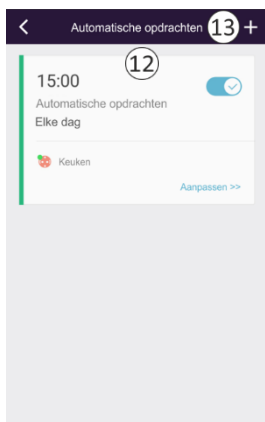 Automatische opdrachten 13 +
12
15:00
Automatische opdrachten
Elke dag
Keuken
Aanpassen >>